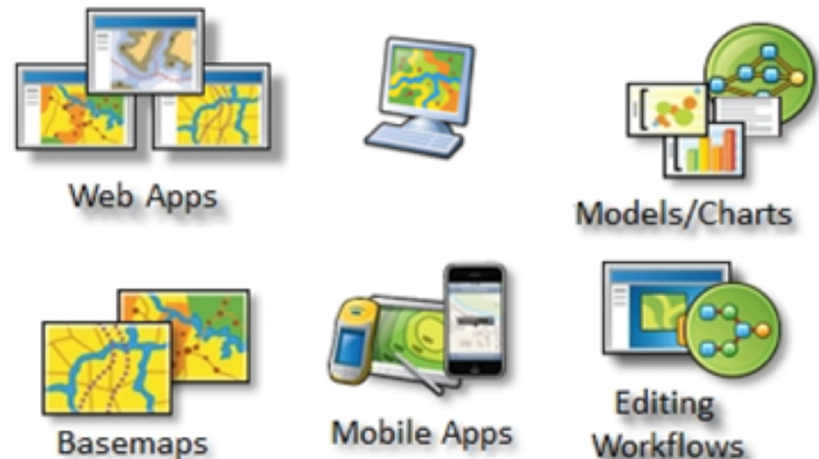 Web Apps
Models/Charts
Basemaps
Mobile Apps
Editing
Workflows